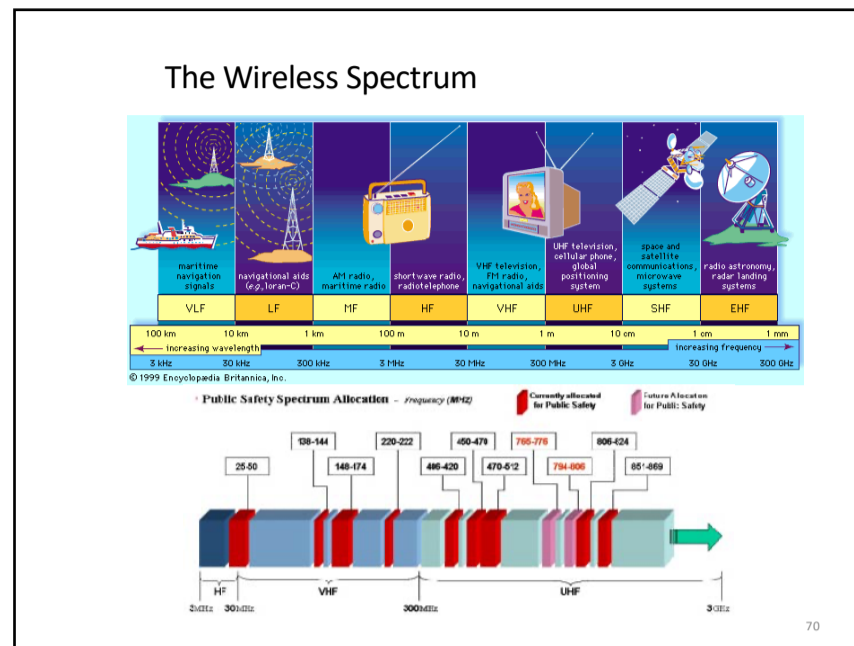 The Wireless Spectrum
maritime
navigation
signals
navigational aids
(e.g., loran-C)
AM radio,
maritime radio
shortwave radio,
radiotelephone
VHF television,
FM radio,
navigational aids
UHF television,
cellular phone,
global
positioning
system
space and
satellite
communications,
microwave
systems
radio astronomy,
radar landing
systems
VLF LF MF HF VHF UHF SHF EHF
100 km 10 km 1 km 100 m 10 m 1 m 10 cm 1 cm 1 mm
increasing wavelength increasing frequency
3 kHz 30 kHz 300 kHz 3 MHz 30 MHz 300 MHz 3 GHz 30 GHz 300 GHz
© 1999 Encyclopædia Britannica, Inc.
Public Safety Spectrum Allocation – Frequency (MHz)
Currently allocated
for Public Safety
Future Allocation
for Public Safety
138-144 220-222 450-470 806-824
25-50 148-174 470-512 851-869
HF VHF UHF
3MHz 30MHz 300MHz 3GHz
70